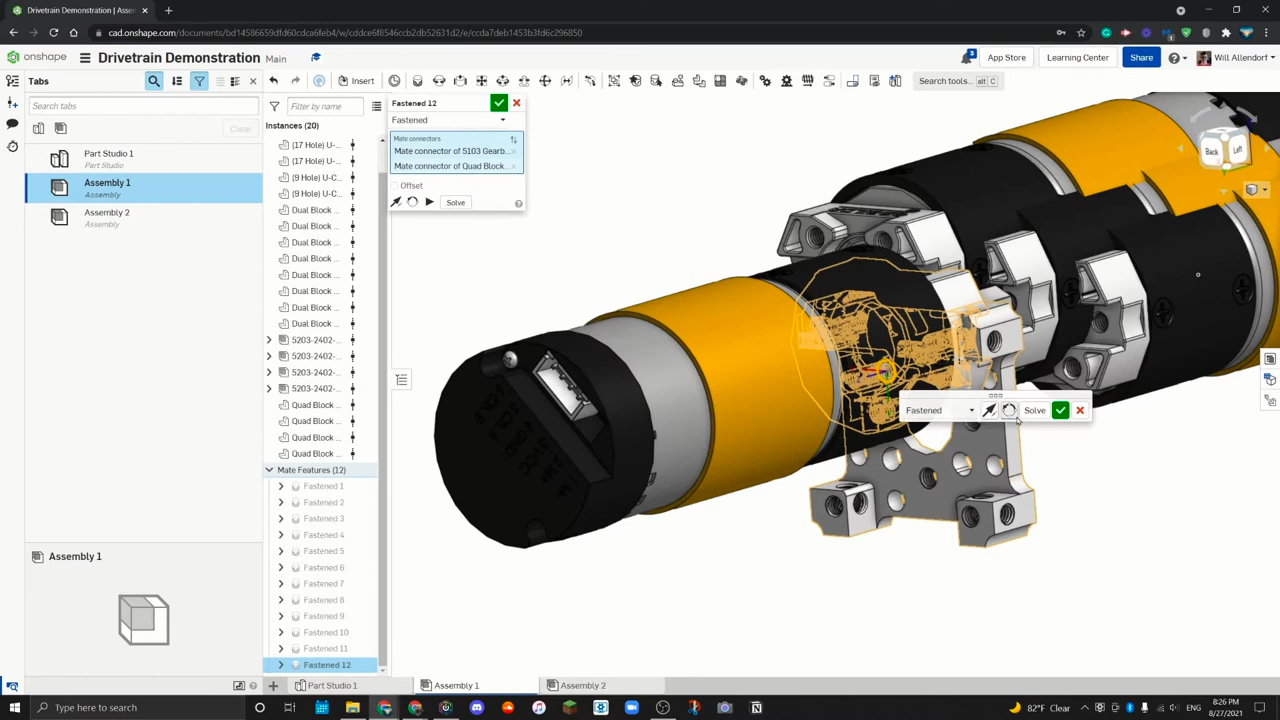 Drivetrain Demonstration | Assen
cad.onshape.com/documents/bd14586659dfd60cdca6f4ed/w/cddce6f8546ccb2db52631d2/e/ccda7deb1453b3fd6c296850
onshape
Drivetrain Demonstration Main
App Store
Learning Center
Share
Will Allendorf
Tabs
Insert
Search tools... alt C
Search tabs
Clear
Part Studio 1
Part Studio
Assembly 1
Assembly
Assembly 2
Assembly
Filter by name
Instances (20)
(17 Hole) U-...
(17 Hole) U-...
(9 Hole) U-C...
(9 Hole) U-C...
Dual Block ...
Dual Block ...
Dual Block ...
Dual Block ...
Dual Block ...
Dual Block ...
Dual Block ...
Dual Block ...
5203-2402-...
5203-2402-...
5203-2402-...
5203-2402-...
Quad Block ...
Quad Block ...
Quad Block ...
Quad Block ...
Mate Features (12)
Fastened 1
Fastened 2
Fastened 3
Fastened 4
Fastened 5
Fastened 6
Fastened 7
Fastened 8
Fastened 9
Fastened 10
Fastened 11
Fastened 12
Fastened 12
Fastened
Mate connectors
Mate connector of 5103 Gearb...
Mate connector of Quad Block...
Offset
Solve
Back
Left
Fastened
Solve
Assembly 1
Part Studio 1
Assembly 1
Assembly 2
Type here to search
82°F Clear
8:26 PM
8/27/2021